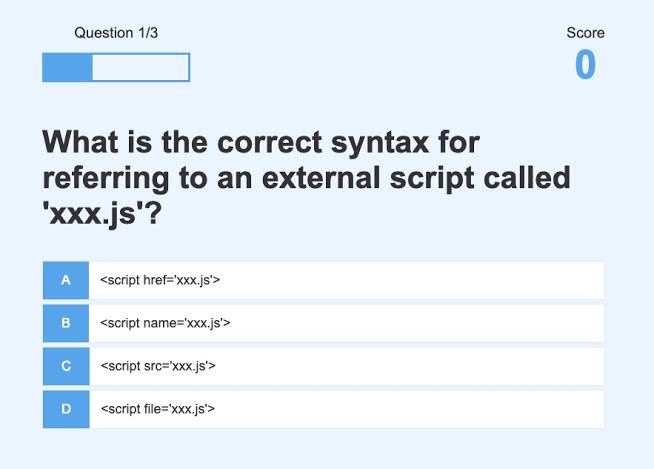 Question 1/3
Score
0
What is the correct syntax for
referring to an external script called
'xxx.js'?
A <script href='xxx.js'>
B <script name='xxx.js'>
C <script src='xxx.js'>
D <script file='xxx.js'>